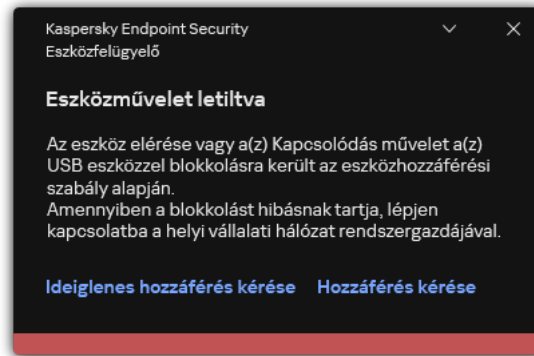 Kaspersky Endpoint Security
Eszközfelügyelő
Eszközművelet letiltva
Az eszköz elérése vagy a(z) Kapcsolódás művelet a(z)
USB eszközzel blokkolásra került az eszközhozzáférési
szabály alapján.
Amennyiben a blokkolást hibásnak tartja, lépjen
kapcsolatba a helyi vállalati hálózat rendszergazdájával.
Ideiglenes hozzáférés kérése Hozzáférés kérése